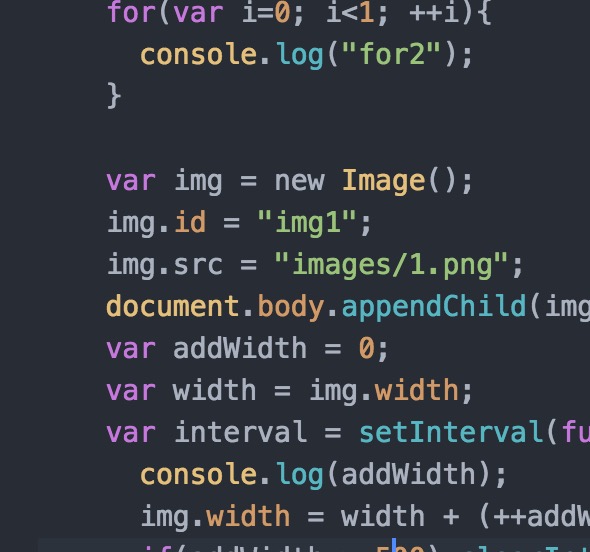 for(var i=0; i<1; ++i){
console.log("for2");
}
var img = new Image();
img.id = "img1";
img.src = "images/1.png";
document.body.appendChild(img
var addWidth = 0;
var width = img.width;
var interval = setInterval(fu
console.log(addWidth);
img.width = width + (++addW